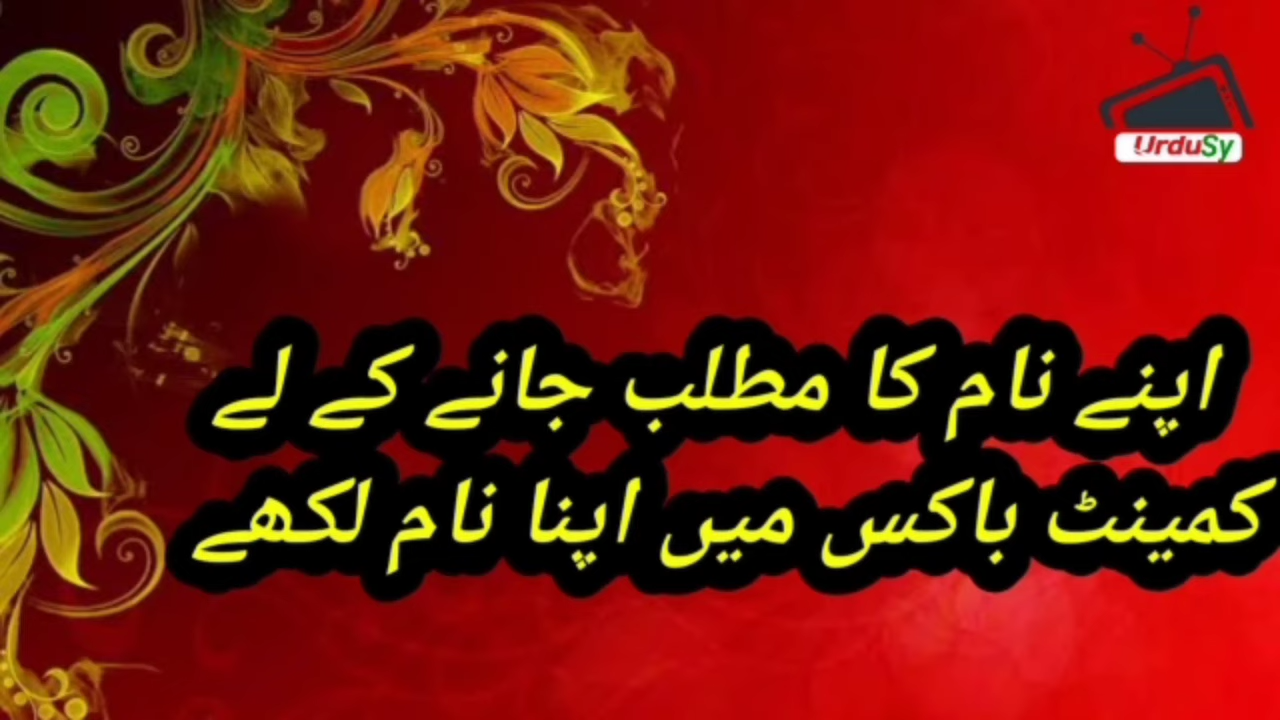 UrduSy
اپنے نام کا مطلب جانے کے لے
کمینٹ باکس میں اپنا نام لکھے